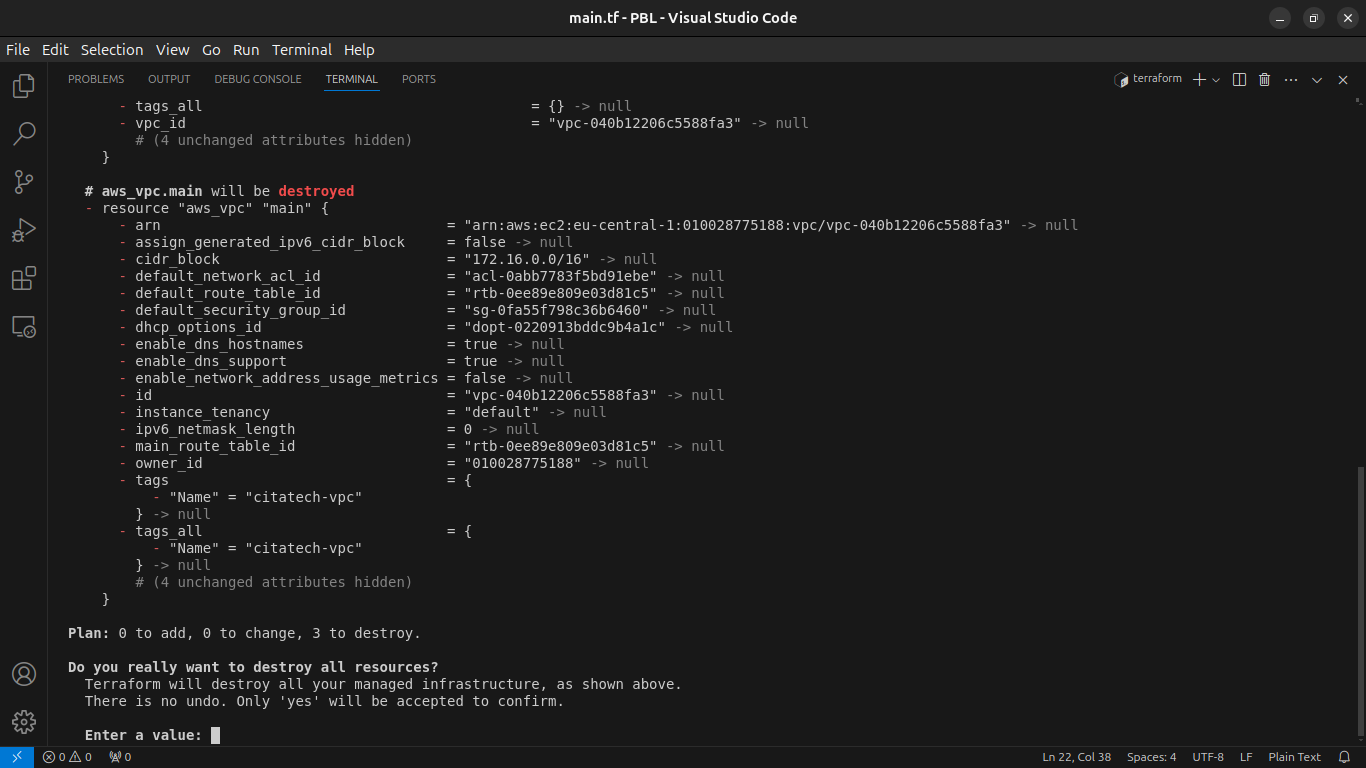 main.tf - PBL - Visual Studio Code
File Edit Selection View Go Run Terminal Help
PROBLEMS OUTPUT DEBUG CONSOLE TERMINAL PORTS terraform
- tags_all = {} -> null
- vpc_id = "vpc-040b12206c5588fa3" -> null
# (4 unchanged attributes hidden)
}
# aws_vpc.main will be destroyed
- resource "aws_vpc" "main" {
- arn = "arn:aws:ec2:eu-central-1:010028775188:vpc/vpc-040b12206c5588fa3" -> null
- assign_generated_ipv6_cidr_block = false -> null
- cidr_block = "172.16.0.0/16" -> null
- default_network_acl_id = "acl-0abb7783f5bd91ebe" -> null
- default_route_table_id = "rtb-0ee89e809e03d81c5" -> null
- default_security_group_id = "sg-0fa55f798c36b6460" -> null
- dhcp_options_id = "dopt-0220913bddc9b4a1c" -> null
- enable_dns_hostnames = true -> null
- enable_dns_support = true -> null
- enable_network_address_usage_metrics = false -> null
- id = "vpc-040b12206c5588fa3" -> null
- instance_tenancy = "default" -> null
- ipv6_netmask_length = 0 -> null
- main_route_table_id = "rtb-0ee89e809e03d81c5" -> null
- owner_id = "010028775188" -> null
- tags = {
- "Name" = "citatech-vpc"
} -> null
- tags_all = {
- "Name" = "citatech-vpc"
} -> null
# (4 unchanged attributes hidden)
}
Plan: 0 to add, 0 to change, 3 to destroy.
Do you really want to destroy all resources?
Terraform will destroy all your managed infrastructure, as shown above.
There is no undo. Only 'yes' will be accepted to confirm.
Enter a value:
0 0 0 Ln 22, Col 38 Spaces: 4 UTF-8 LF Plain Text